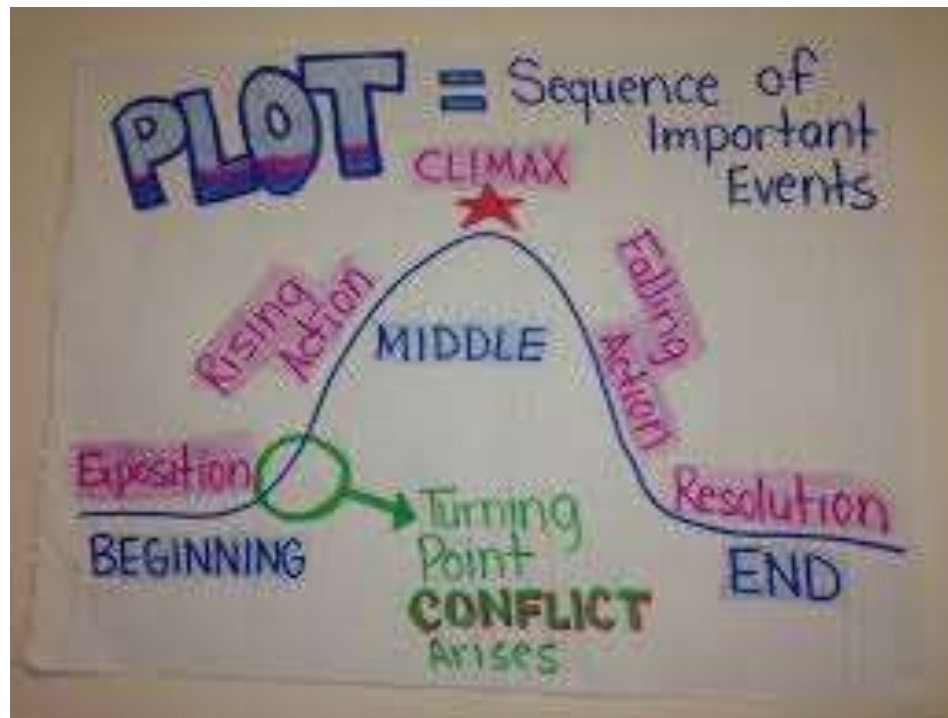 PLOT = Sequence of
Important
Events
CLIMAX
Rising
Action
Falling
Action
MIDDLE
Exposition
BEGINNING
Turning
Point
CONFLICT
Arises
Resolution
END